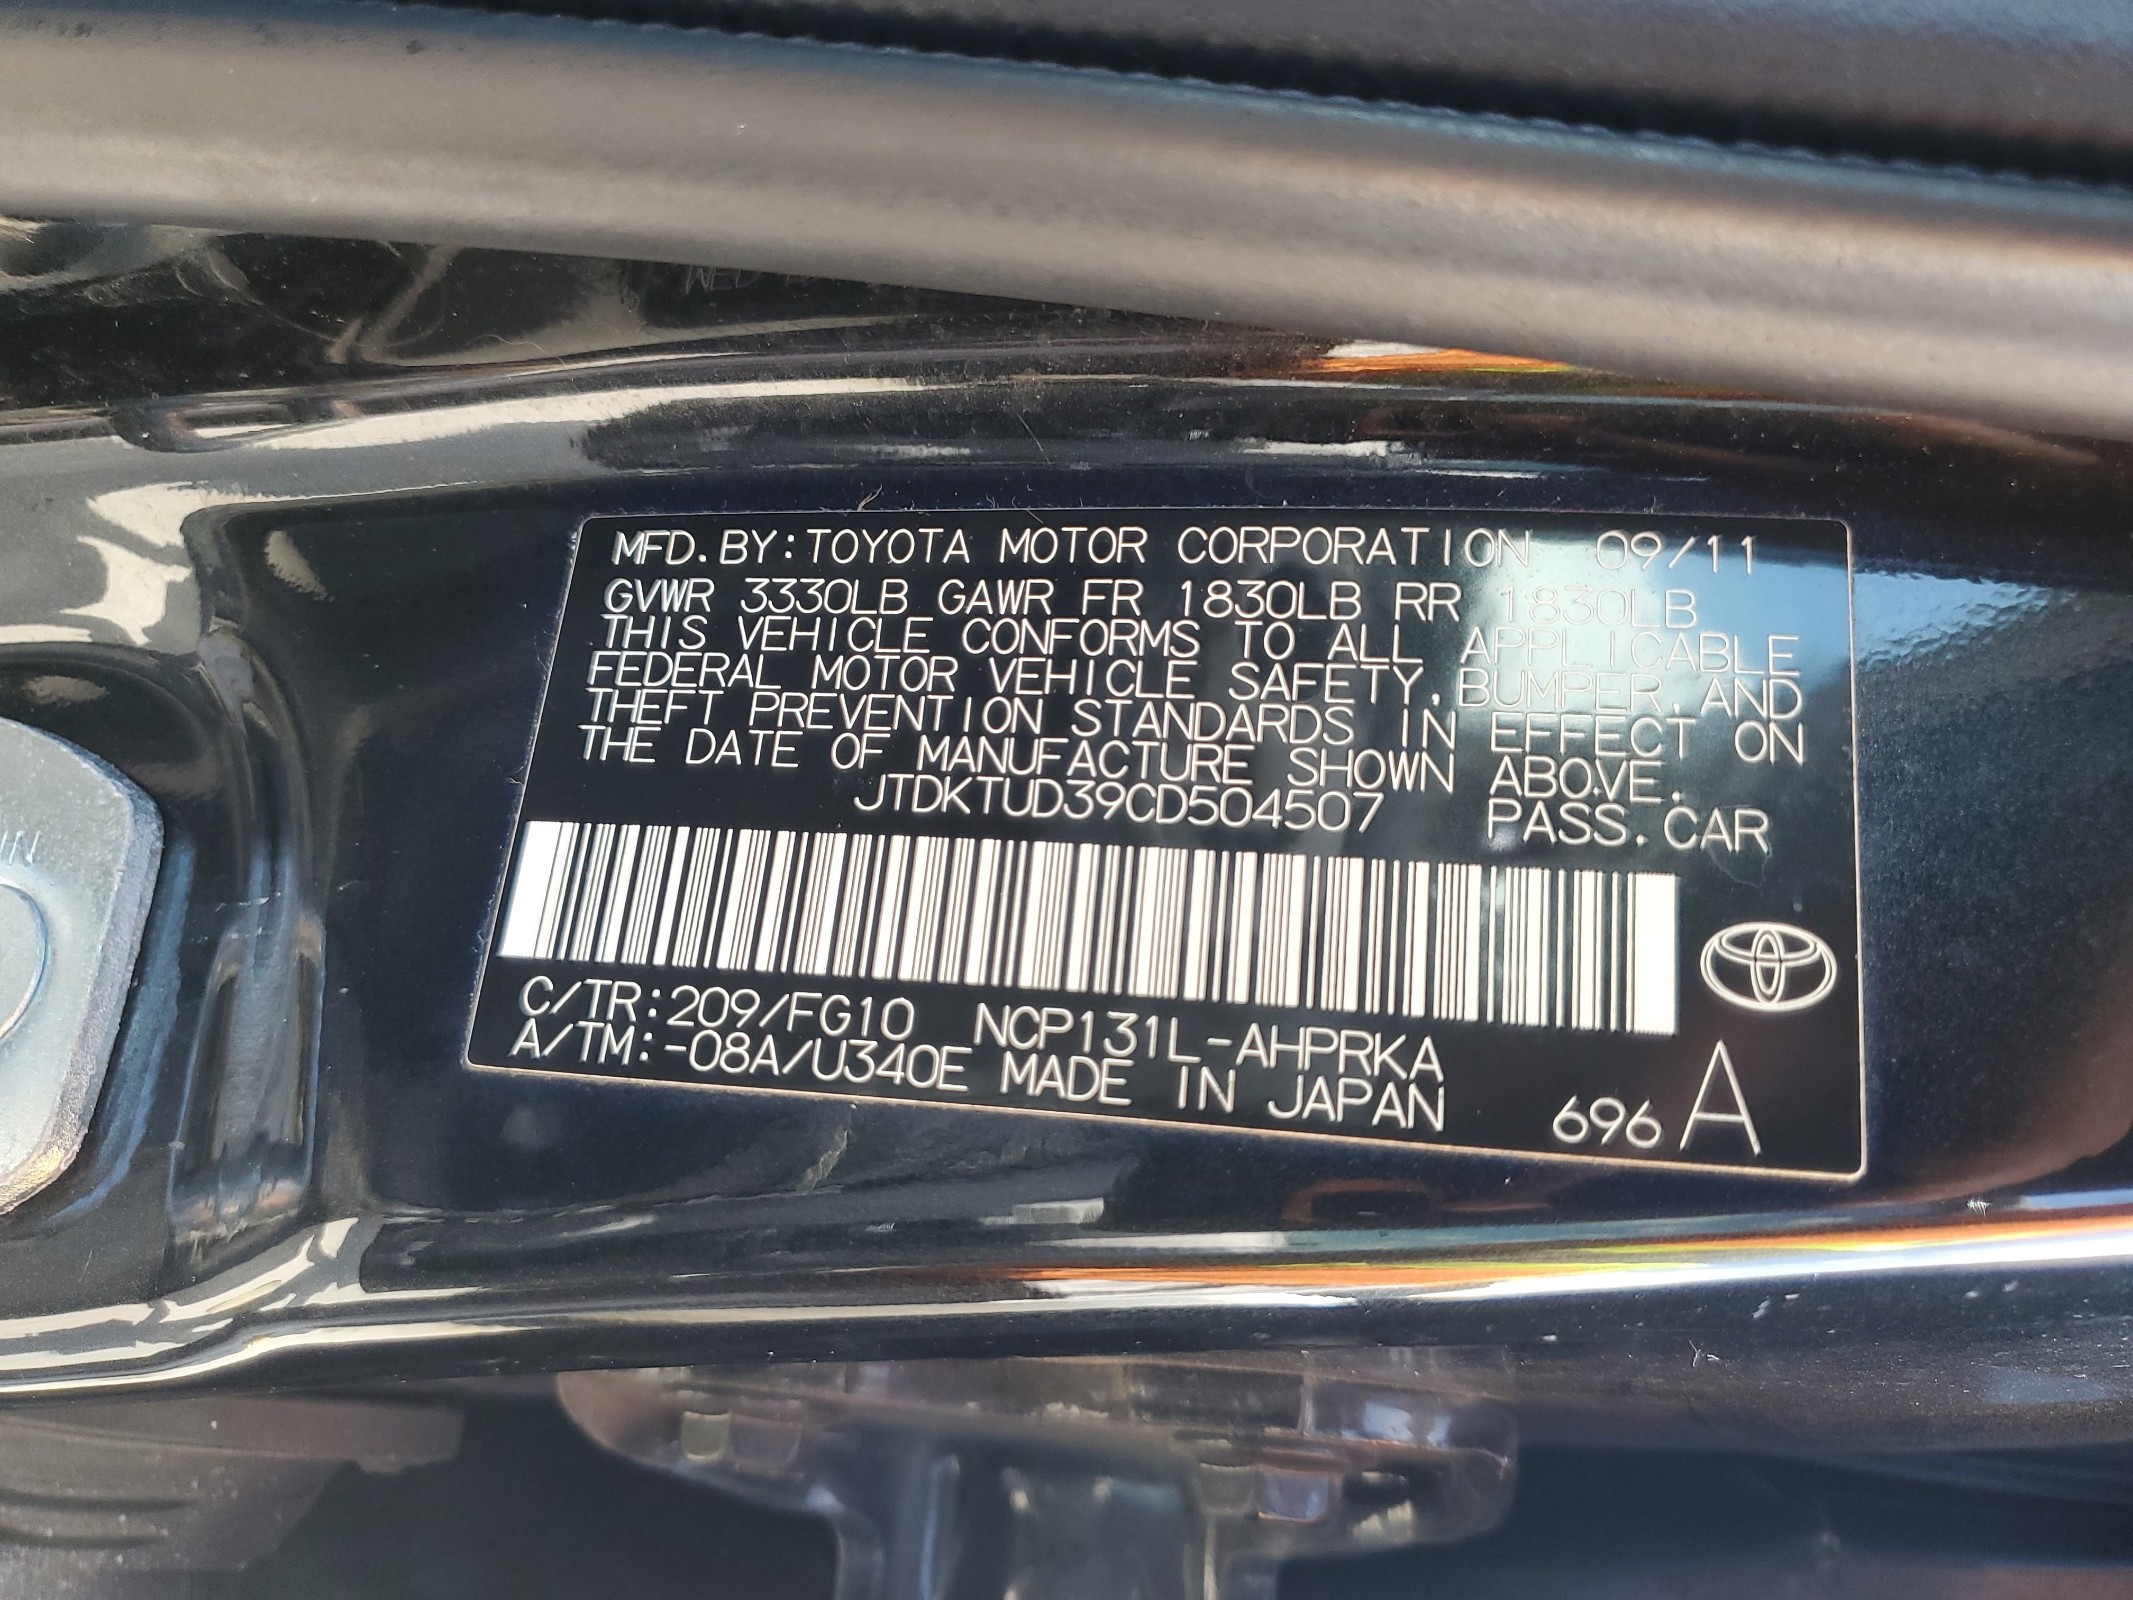 MFD. BY: TOYOTA MOTOR CORPORATION 09/11
GVWR 3330LB GAWR FR 1830LB RR 1830LB
THIS VEHICLE CONFORMS TO ALL APPLICABLE
FEDERAL MOTOR VEHICLE SAFETY, BUMPER, AND
THEFT PREVENTION STANDARDS IN EFFECT ON
THE DATE OF MANUFACTURE SHOWN ABOVE.
JTDKTUD39CD504507 PASS. CAR
C/TR: 209/FG10 NCP131L-AHPRKA
A/TM: -08A/U340E MADE IN JAPAN
696 A